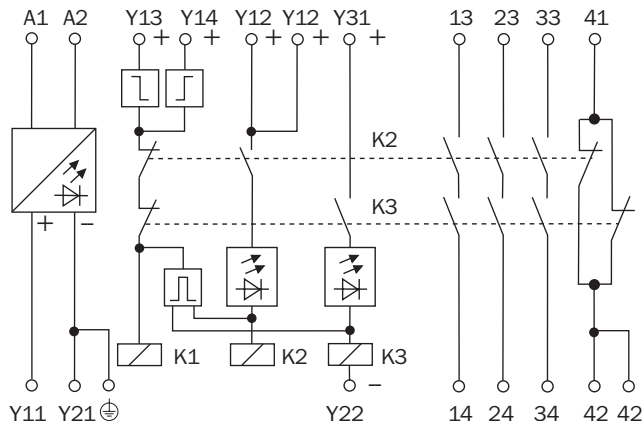 A1 A2 Y13 Y14 Y12 Y12 Y31 13 23 33 41
+ + + + +
K2
K3
+ −
K1 K2 K3
−
Y11 Y21 Y22 14 24 34 42 42